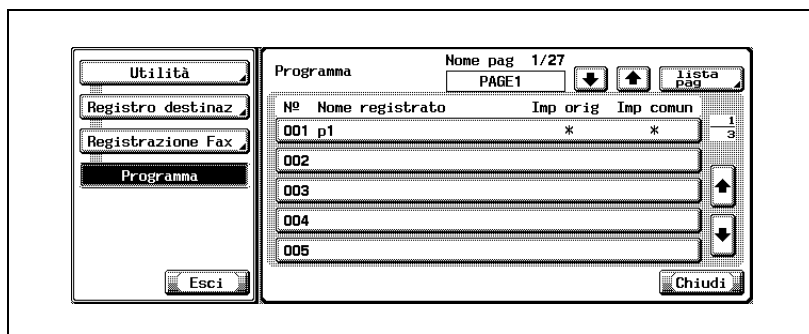 Utilità
Registro destinaz
Registrazione Fax
Programma
Esci
Programma
Nome pag 1/27
PAGE1
lista pag
Nº Nome registrato Imp orig Imp comun
001 p1 * *
002
003
004
005
1
3
Chiudi